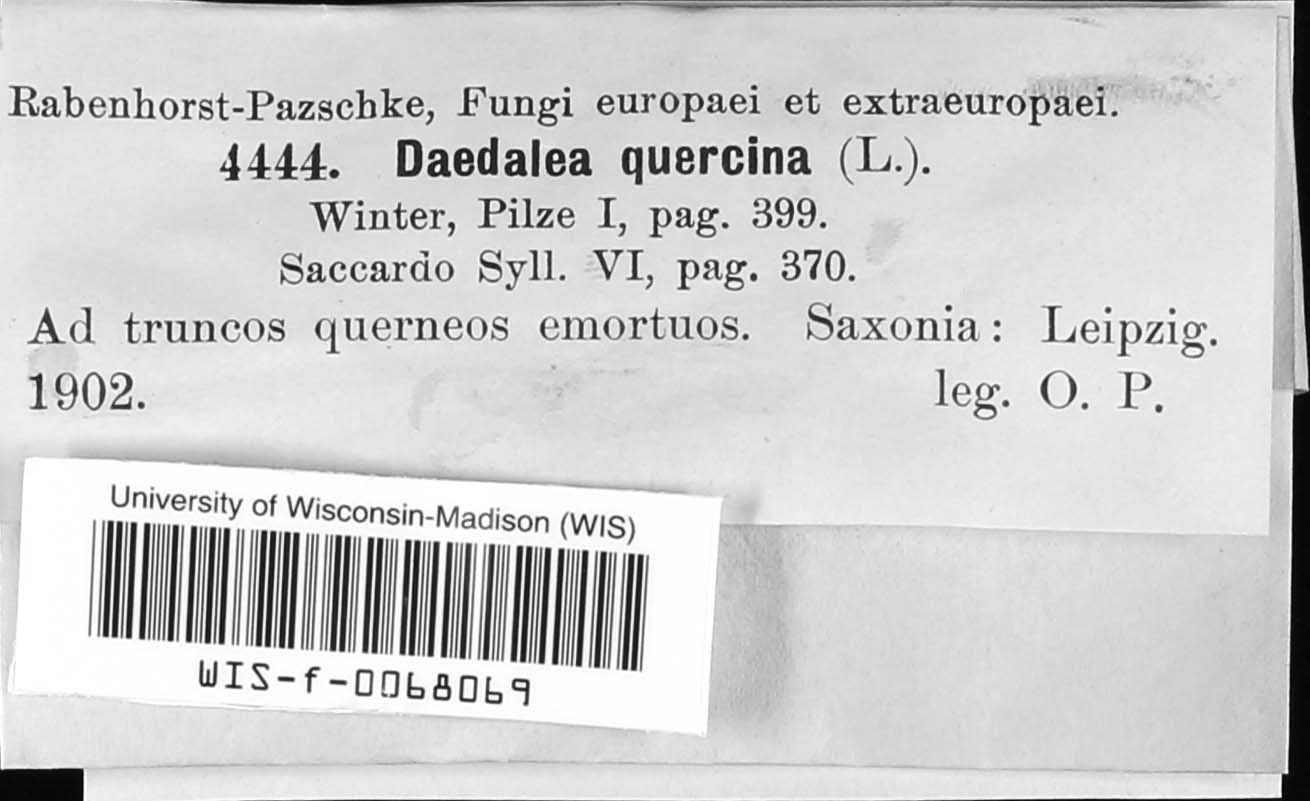 Rabenhorst-Pazschke, Fungi europaei et extraeuropaei.
4444. Daedalea quercina (L.).
Winter, Pilze I, pag. 399.
Saccardo Syll. VI, pag. 370.
Ad truncos querneos emortuos. Saxonia: Leipzig.
1902. leg. O. P.
University of Wisconsin-Madison (WIS)
WIS-f-0068069